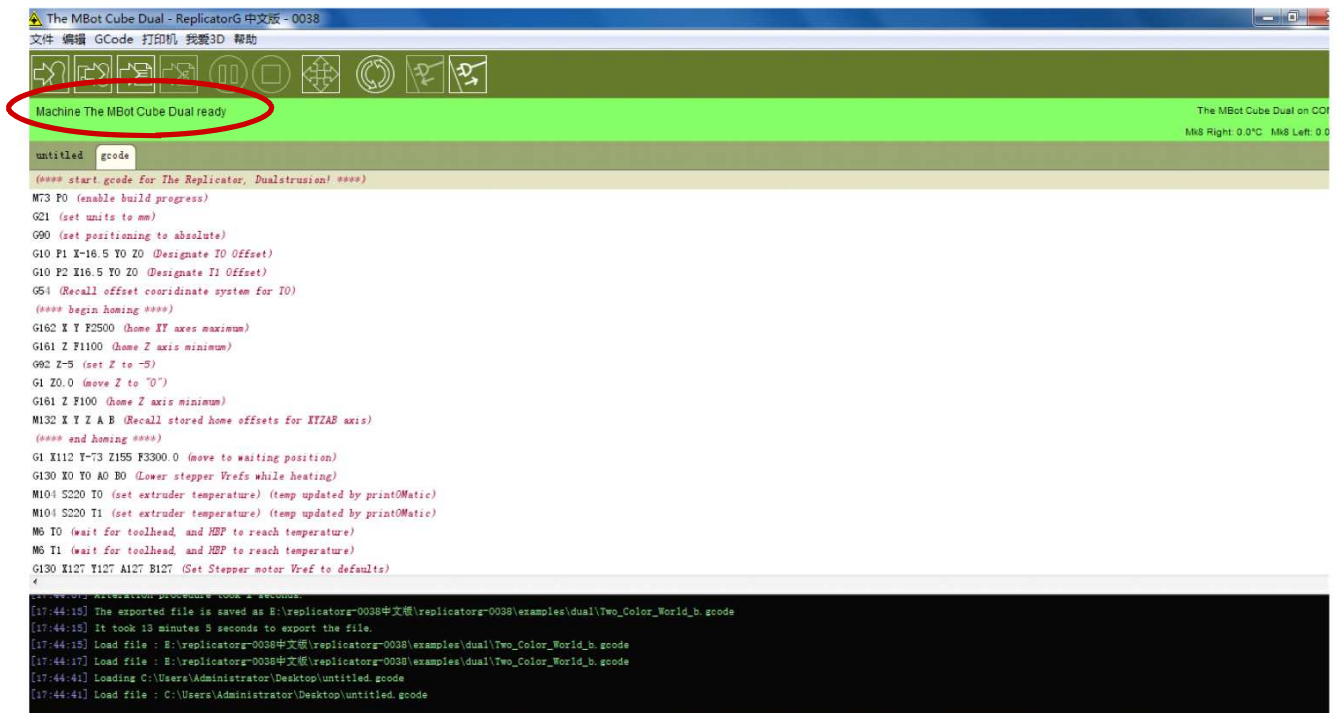 The MBot Cube Dual - ReplicatorG 中文版 - 0038
文件 编辑 GCode 打印机 我爱3D 帮助
Machine The MBot Cube Dual ready
The MBot Cube Dual on CO
Mk8 Right: 0.0°C Mk8 Left: 0.0
untitled gcode
(**** start.gcode for The Replicator, Dualstrusion! ****)
M73 P0 (enable build progress)
G21 (set units to mm)
G90 (set positioning to absolute)
G10 P1 X-16.5 Y0 Z0 (Designate T0 Offset)
G10 P2 X16.5 Y0 Z0 (Designate T1 Offset)
G54 (Recall offset cooridinate system for T0)
(**** begin homing ****)
G162 X Y F2500 (home XY axes maximum)
G161 Z F1100 (home Z axis minimum)
G92 Z-5 (set Z to -5)
G1 Z0.0 (move Z to "0")
G161 Z F100 (home Z axis minimum)
M132 X Y Z A B (Recall stored home offsets for XYZAB axis)
(**** end homing ****)
G1 X112 Y-73 Z155 F3300.0 (move to waiting position)
G130 X0 Y0 A0 B0 (Lower stepper Vrefs while heating)
M104 S220 T0 (set extruder temperature) (temp updated by printOMatic)
M104 S220 T1 (set extruder temperature) (temp updated by printOMatic)
M6 T0 (wait for toolhead, and HBP to reach temperature)
M6 T1 (wait for toolhead, and HBP to reach temperature)
G130 X127 Y127 A127 B127 (Set Stepper motor Vref to defaults)
[17:44:07] Alteration procedure took 2 seconds.
[17:44:15] The exported file is saved as E:\replicatorg-0038中文版\replicatorg-0038\examples\dual\Two_Color_World_b.gcode
[17:44:15] It took 13 minutes 5 seconds to export the file.
[17:44:15] Load file : E:\replicatorg-0038中文版\replicatorg-0038\examples\dual\Two_Color_World_b.gcode
[17:44:17] Load file : E:\replicatorg-0038中文版\replicatorg-0038\examples\dual\Two_Color_World_b.gcode
[17:44:41] Loading C:\Users\Administrator\Desktop\untitled.gcode
[17:44:41] Load file : C:\Users\Administrator\Desktop\untitled.gcode